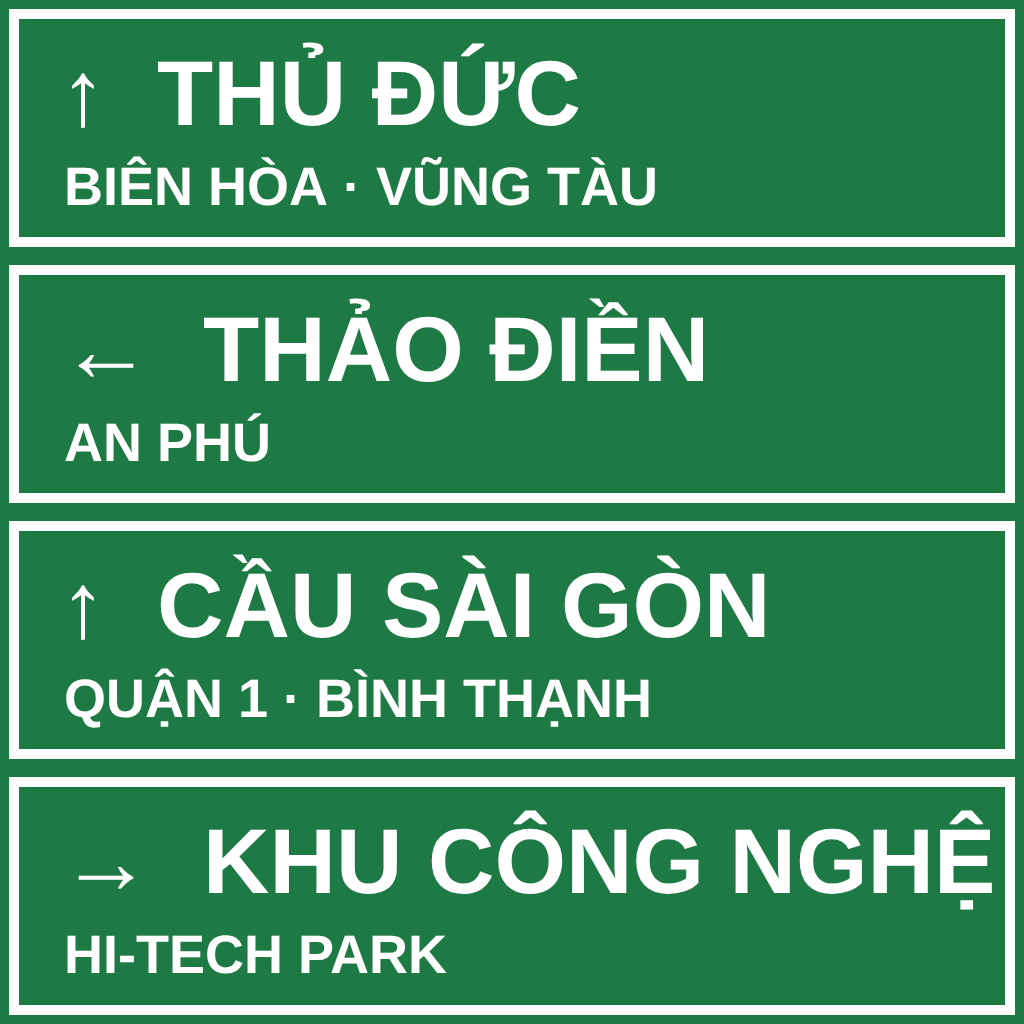 ↑ THỦ ĐỨC
BIÊN HÒA · VŨNG TÀU
← THẢO ĐIỀN
AN PHÚ
↑ CẦU SÀI GÒN
QUẬN 1 · BÌNH THẠNH
→ KHU CÔNG NGHỆ
HI-TECH PARK